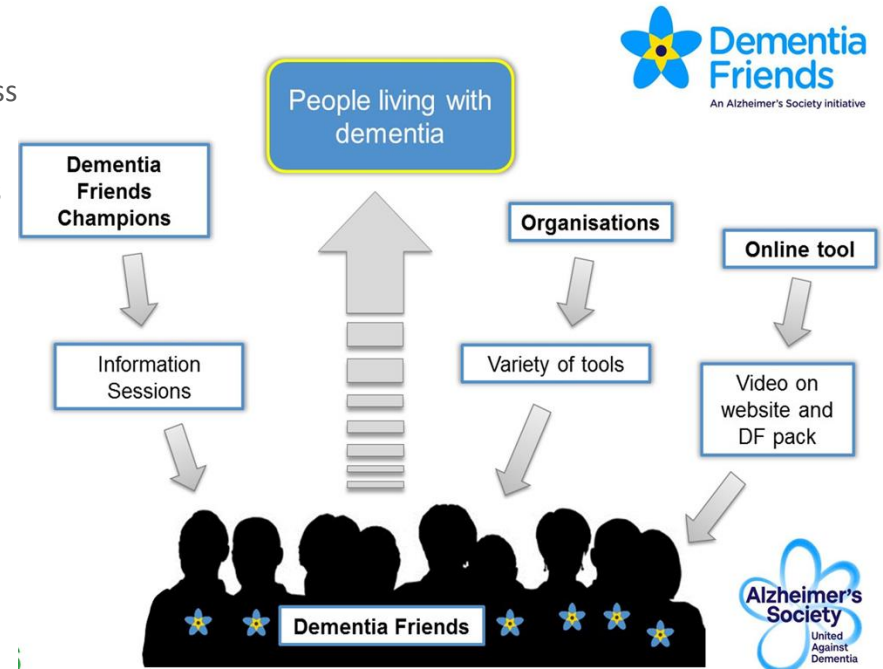 Dementia
Friends
An Alzheimer's Society initiative
ss
People living with
dementia
Dementia
Friends
Champions
Organisations
Online tool
Information
Sessions
Variety of tools
Video on
website and
DF pack
Dementia Friends
Alzheimer's
Society
United
Against
Dementia